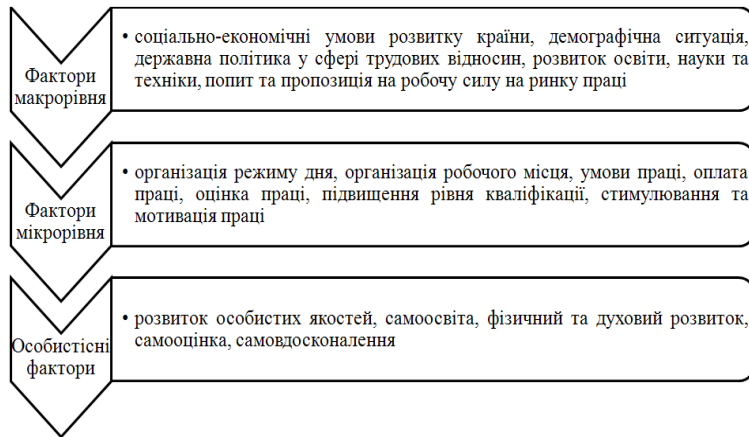 Фактори
макрорівня
• соціально-економічні умови розвитку країни, демографічна ситуація,
державна політика у сфері трудових відносин, розвиток освіти, науки та
техніки, попит та пропозиція на робочу силу на ринку праці
Фактори
мікрорівня
• організація режиму дня, організація робочого місця, умови праці, оплата
праці, оцінка праці, підвищення рівня кваліфікації, стимулювання та
мотивація праці
Особистісні
фактори
• розвиток особистих якостей, самоосвіта, фізичний та духовий розвиток,
самооцінка, самовдосконалення